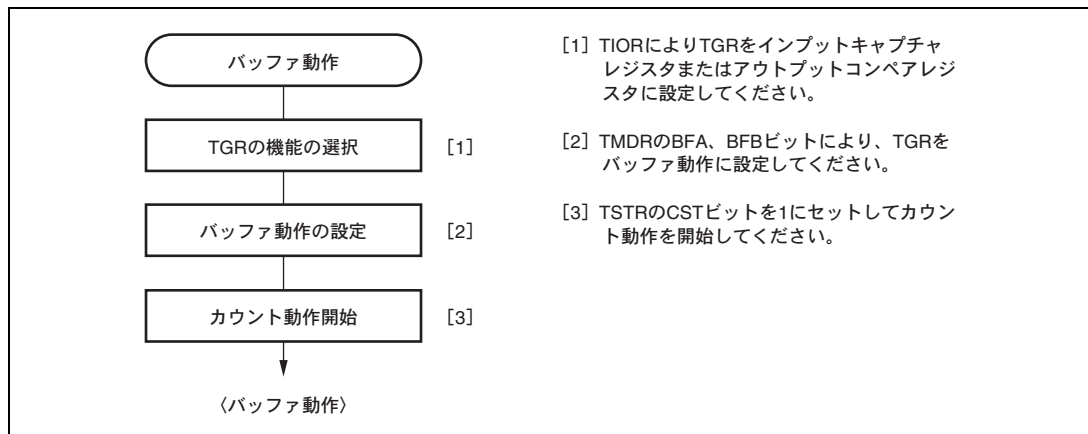 バッファ動作
TGRの機能の選択 [1]
バッファ動作の設定 [2]
カウント動作開始 [3]
〈バッファ動作〉
[1] TIORによりTGRをインプットキャプチャ
レジスタまたはアウトプットコンペアレジ
スタに設定してください。
[2] TMDRのBFA、BFBビットにより、TGRを
バッファ動作に設定してください。
[3] TSTRのCSTビットを1にセットしてカウン
ト動作を開始してください。